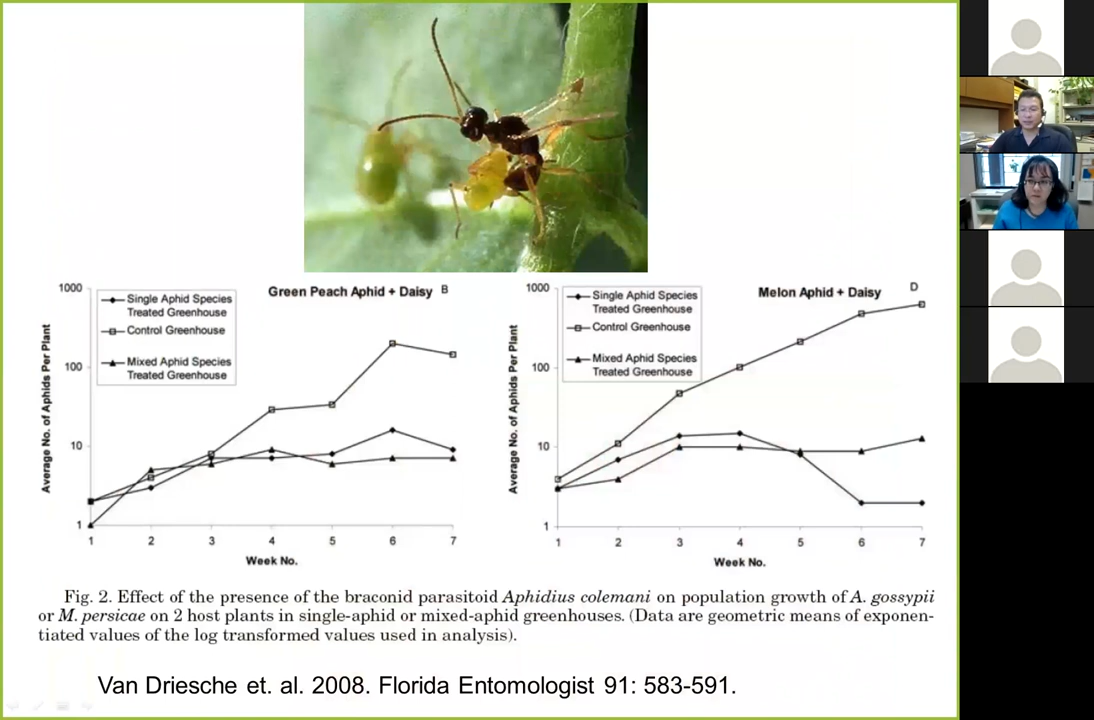 Green Peach Aphid + Daisy B
1000
100
10
1
Average No. of Aphids Per Plant
Single Aphid Species
Treated Greenhouse
Control Greenhouse
Mixed Aphid Species
Treated Greenhouse
1 2 3 4 5 6 7
Week No.
Melon Aphid + Daisy D
1000
100
10
1
Average No. of Aphids Per Plant
Single Aphid Species
Treated Greenhouse
Control Greenhouse
Mixed Aphid Species
Treated Greenhouse
1 2 3 4 5 6 7
Week No.
Fig. 2. Effect of the presence of the braconid parasitoid Aphidius colemani on population growth of A. gossypii
or M. persicae on 2 host plants in single-aphid or mixed-aphid greenhouses. (Data are geometric means of exponen-
tiated values of the log transformed values used in analysis).
Van Driesche et. al. 2008. Florida Entomologist 91: 583-591.